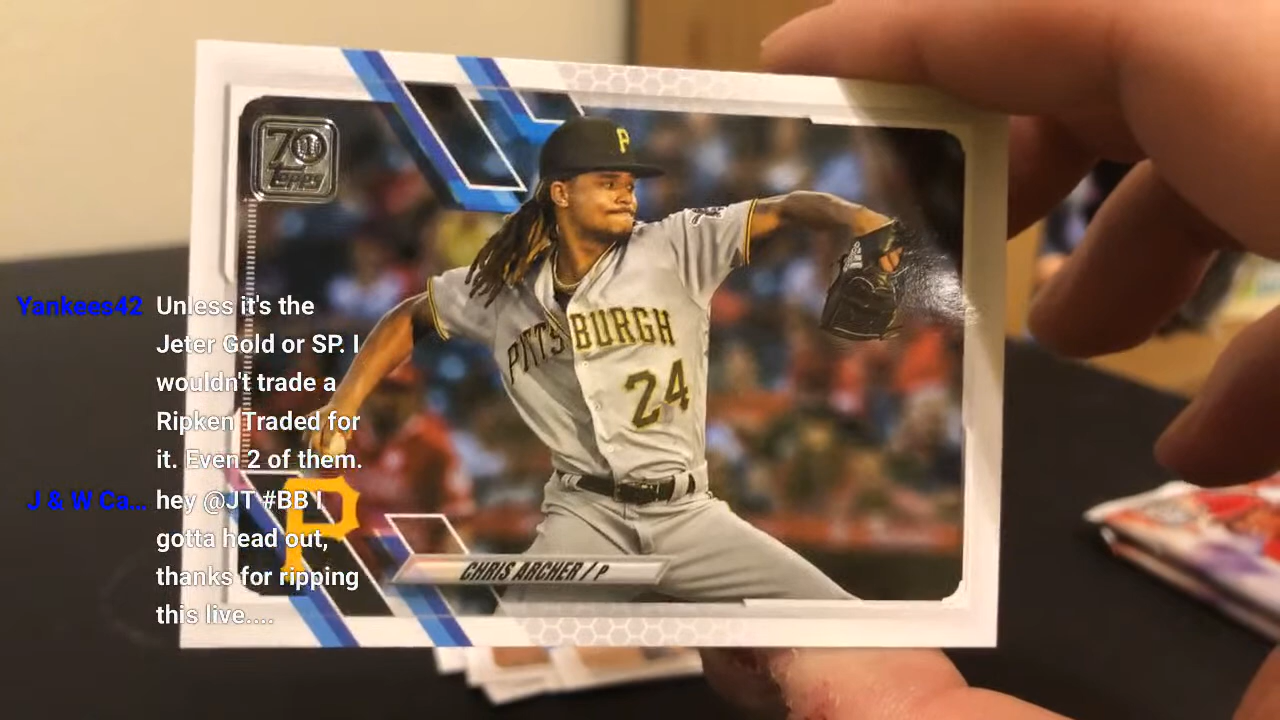 70
Topps
P
PITTSBURGH
24
Yankees42 Unless it's the
Jeter Gold or SP. I
wouldn't trade a
Ripken Traded for
it. Even 2 of them.
J & W Ca... hey @JT #BB I
gotta head out,
thanks for ripping
this live....
P
CHRIS ARCHER / P